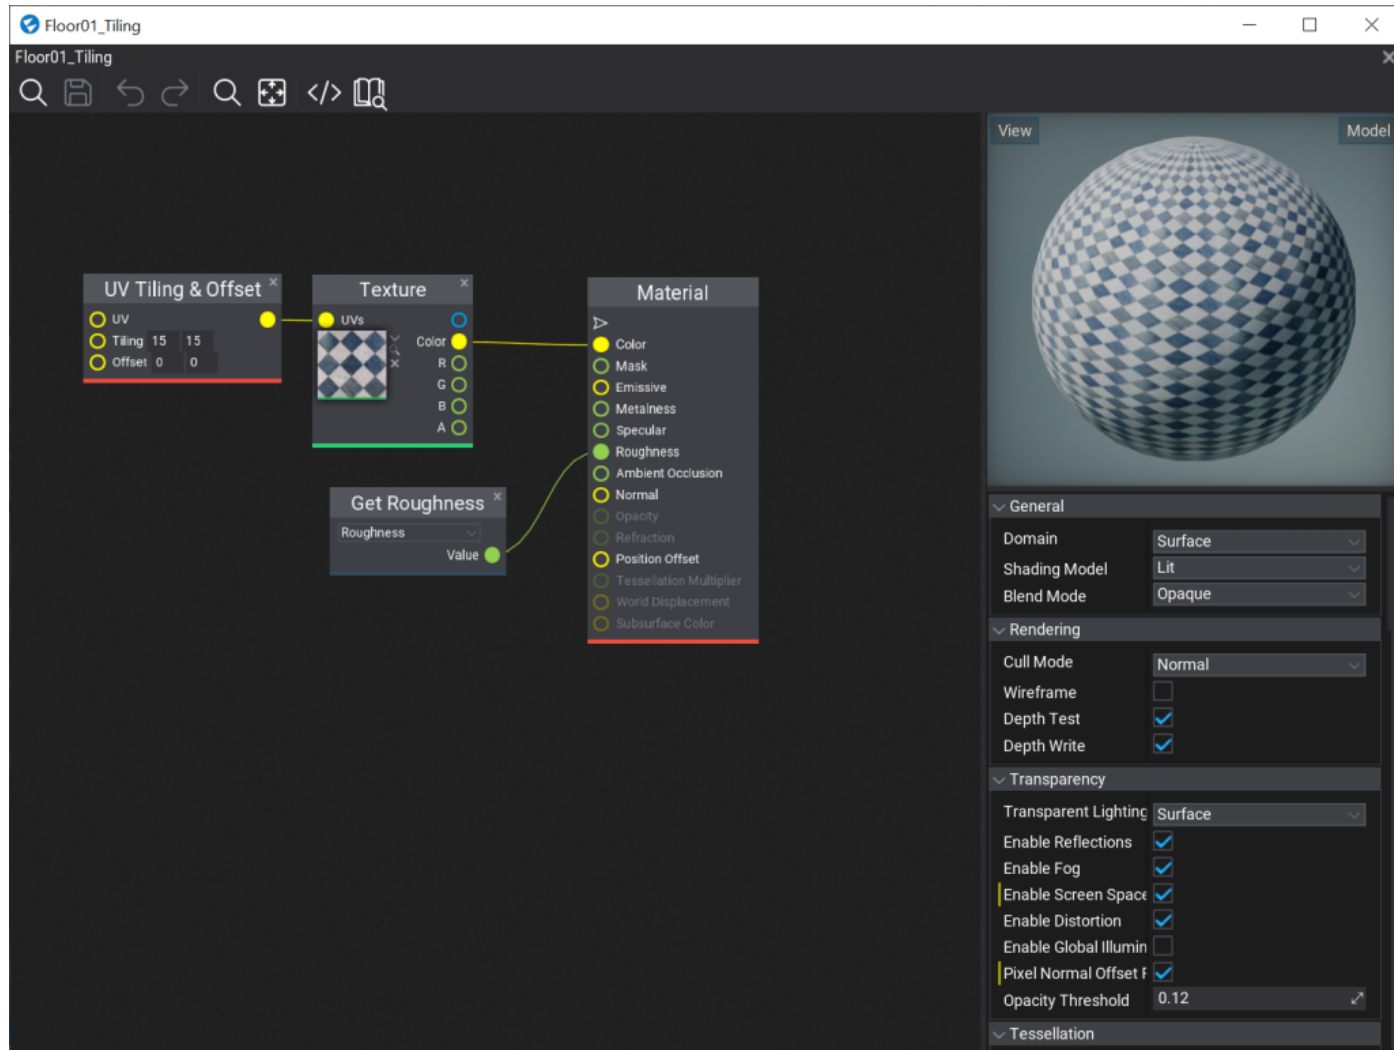 Floor01_Tiling
Floor01_Tiling
View
Model
UV Tiling & Offset
UV
Tiling 15 15
Offset 0 0
Texture
UVs
Color
R
G
B
A
Get Roughness
Roughness
Value
Material
Color
Mask
Emissive
Metalness
Specular
Roughness
Ambient Occlusion
Normal
Opacity
Refraction
Position Offset
Tessellation Multiplier
World Displacement
Subsurface Color
General
Domain Surface
Shading Model Lit
Blend Mode Opaque
Rendering
Cull Mode Normal
Wireframe
Depth Test
Depth Write
Transparency
Transparent Lighting Surface
Enable Reflections
Enable Fog
Enable Screen Space
Enable Distortion
Enable Global Illumin
Pixel Normal Offset F
Opacity Threshold 0.12
Tessellation